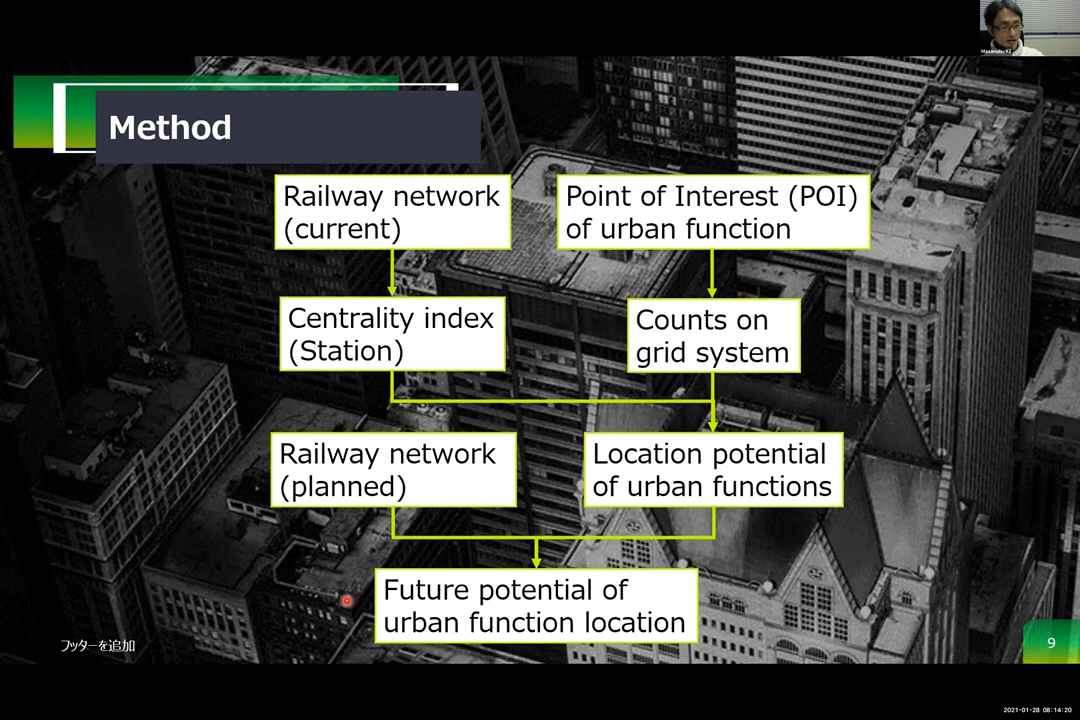 Masanobu Kii
Method
Railway network
(current)
Point of Interest (POI)
of urban function
Centrality index
(Station)
Counts on
grid system
Railway network
(planned)
Location potential
of urban functions
Future potential of
urban function location
フッターを追加
9
2021-01-28 08:14:20